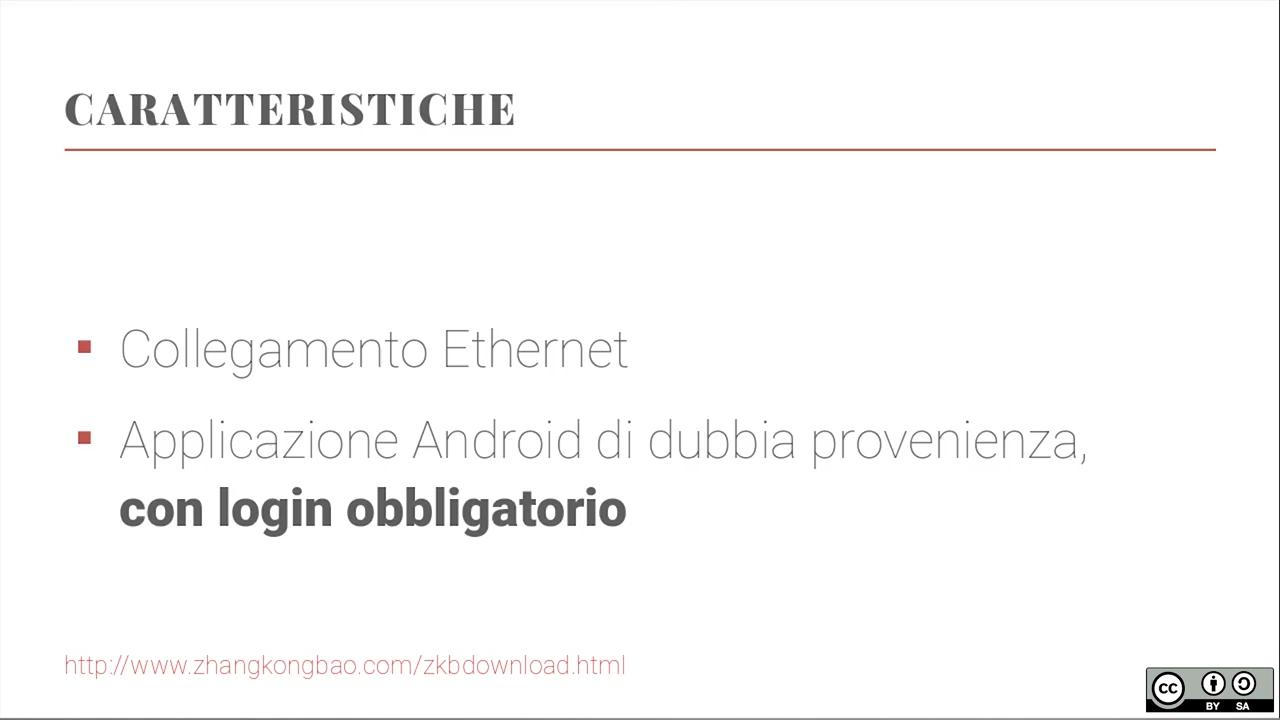 CARATTERISTICHE
Collegamento Ethernet
Applicazione Android di dubbia provenienza,
con login obbligatorio
http://www.zhangkongbao.com/zkbdownload.html
cc
BY SA